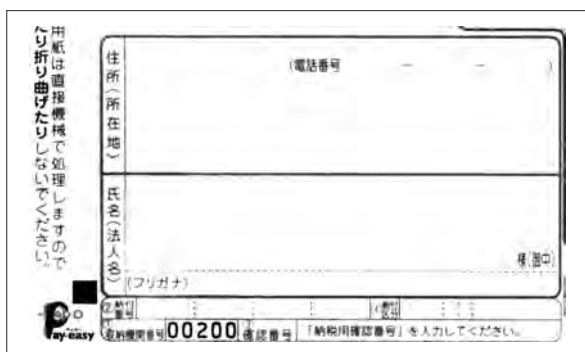 用紙は直接機械で処理しますので
たり折り曲げたりしないでください。
住所(所在地)
(電話番号 - - )
氏名(法人名)
様(御中)
(フリガナ)
Pay-easy
収納機関番号 00200 確認番号 「納税用確認番号」を入力してください。